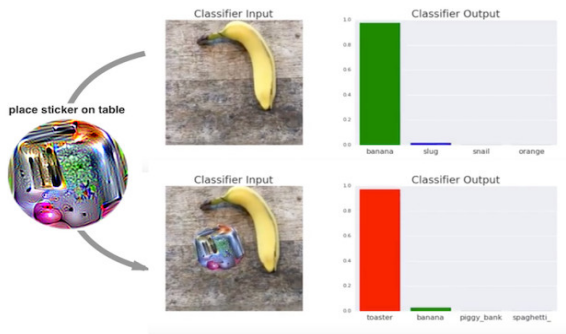 place sticker on table
Classifier Input
Classifier Output
1.0
0.8
0.6
0.4
0.2
0.0
banana slug snail orange
Classifier Input
Classifier Output
1.0
0.8
0.6
0.4
0.2
0.0
toaster banana piggy_bank spaghetti_